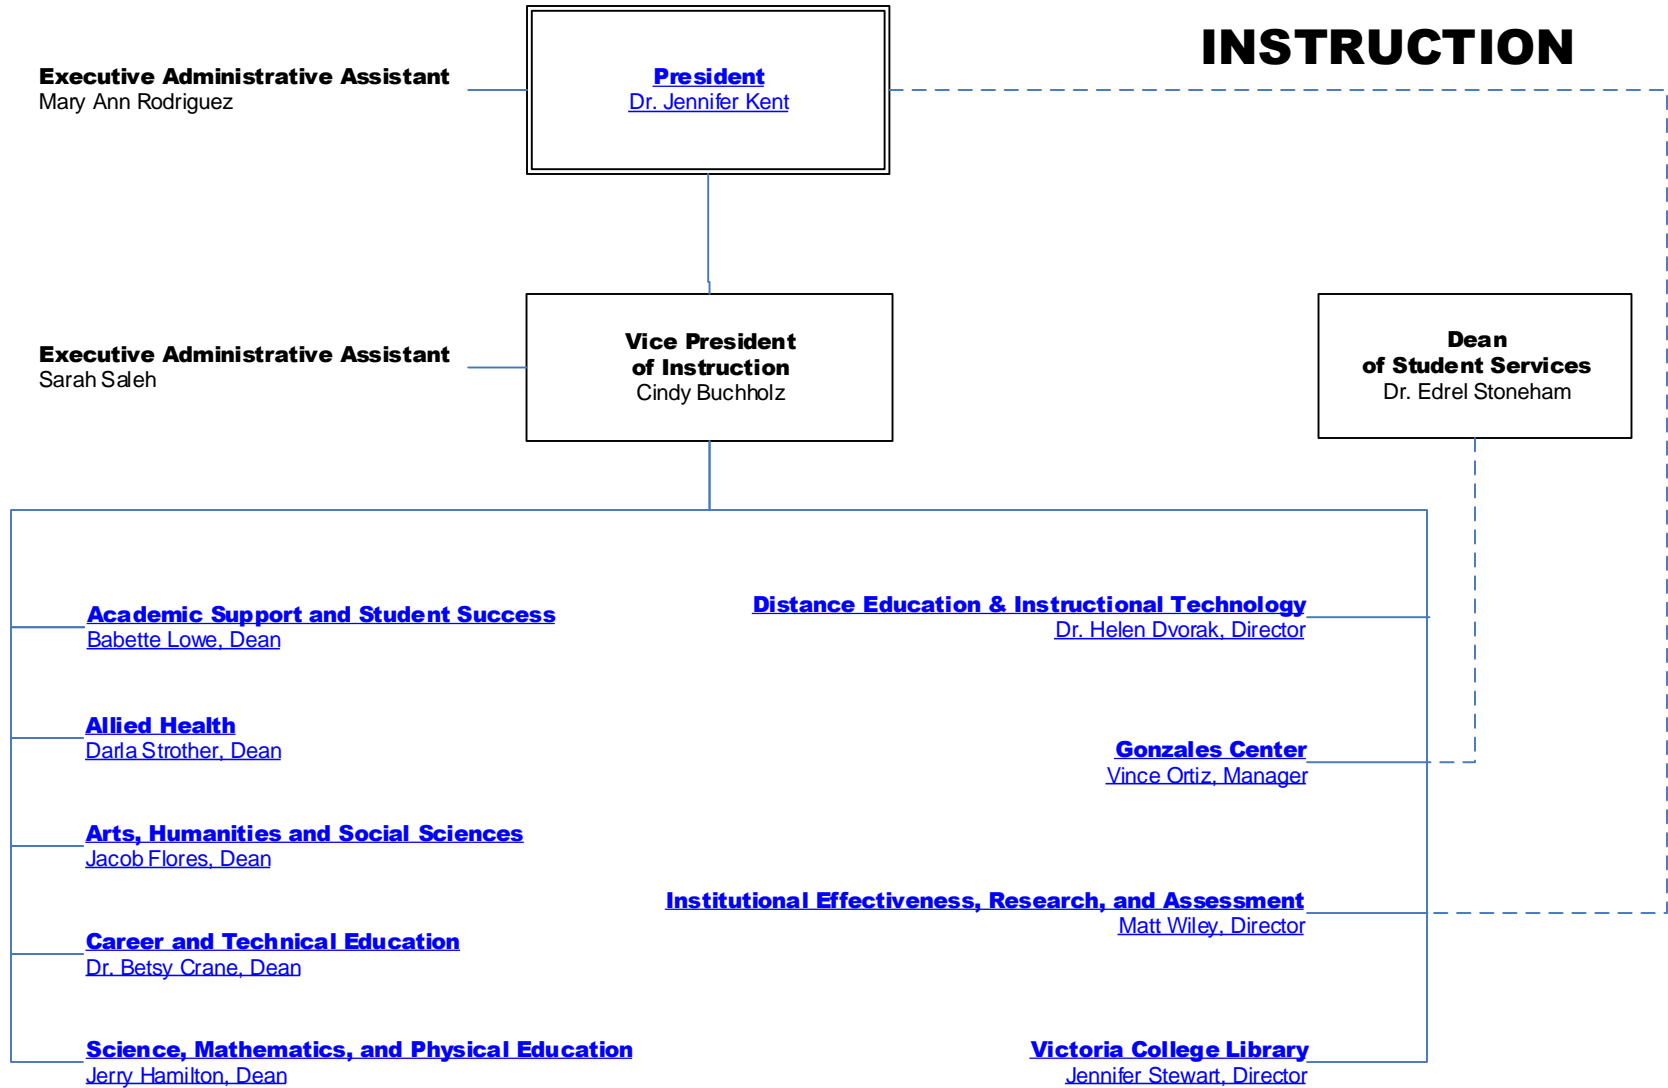 INSTRUCTION
Executive Administrative Assistant
Mary Ann Rodriguez
President
Dr. Jennifer Kent
Executive Administrative Assistant
Sarah Saleh
Vice President
of Instruction
Cindy Buchholz
Dean
of Student Services
Dr. Edrel Stoneham
Academic Support and Student Success
Babette Lowe, Dean
Allied Health
Darla Strother, Dean
Arts, Humanities and Social Sciences
Jacob Flores, Dean
Career and Technical Education
Dr. Betsy Crane, Dean
Science, Mathematics, and Physical Education
Jerry Hamilton, Dean
Distance Education & Instructional Technology
Dr. Helen Dvorak, Director
Gonzales Center
Vince Ortiz, Manager
Institutional Effectiveness, Research, and Assessment
Matt Wiley, Director
Victoria College Library
Jennifer Stewart, Director